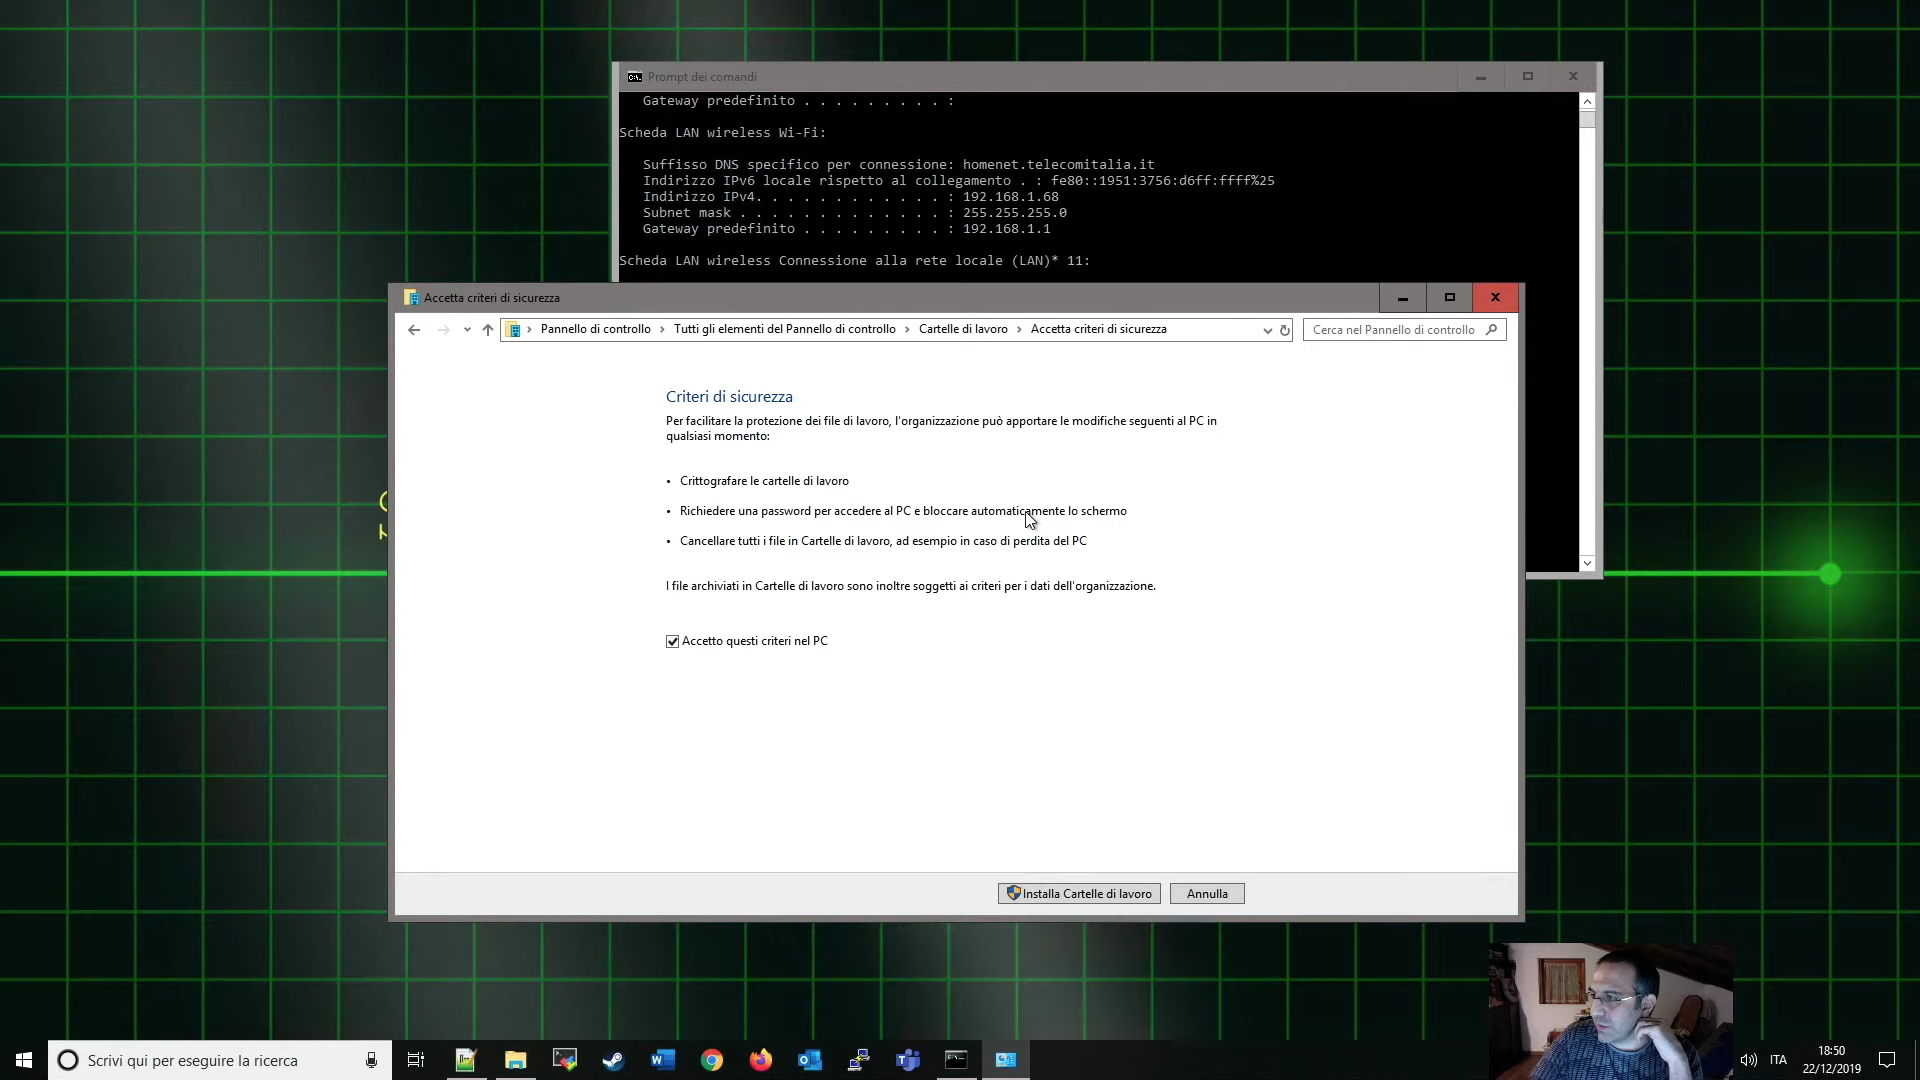 Prompt dei comandi
Gateway predefinito . . . . . . . . . :
Scheda LAN wireless Wi-Fi:
Suffisso DNS specifico per connessione: homenet.telecomitalia.it
Indirizzo IPv6 locale rispetto al collegamento . : fe80::1951:3756:d6ff:ffff%25
Indirizzo IPv4. . . . . . . . . . . . : 192.168.1.68
Subnet mask . . . . . . . . . . . . . : 255.255.255.0
Gateway predefinito . . . . . . . . . : 192.168.1.1
Scheda LAN wireless Connessione alla rete locale (LAN)* 11:
Accetta criteri di sicurezza
Pannello di controllo > Tutti gli elementi del Pannello di controllo > Cartelle di lavoro > Accetta criteri di sicurezza
Cerca nel Pannello di controllo
Criteri di sicurezza
Per facilitare la protezione dei file di lavoro, l'organizzazione può apportare le modifiche seguenti al PC in
qualsiasi momento:
• Crittografare le cartelle di lavoro
• Richiedere una password per accedere al PC e bloccare automaticamente lo schermo
• Cancellare tutti i file in Cartelle di lavoro, ad esempio in caso di perdita del PC
I file archiviati in Cartelle di lavoro sono inoltre soggetti ai criteri per i dati dell'organizzazione.
Accetto questi criteri nel PC
Installa Cartelle di lavoro
Annulla
Scrivi qui per eseguire la ricerca
ITA
18:50
22/12/2019